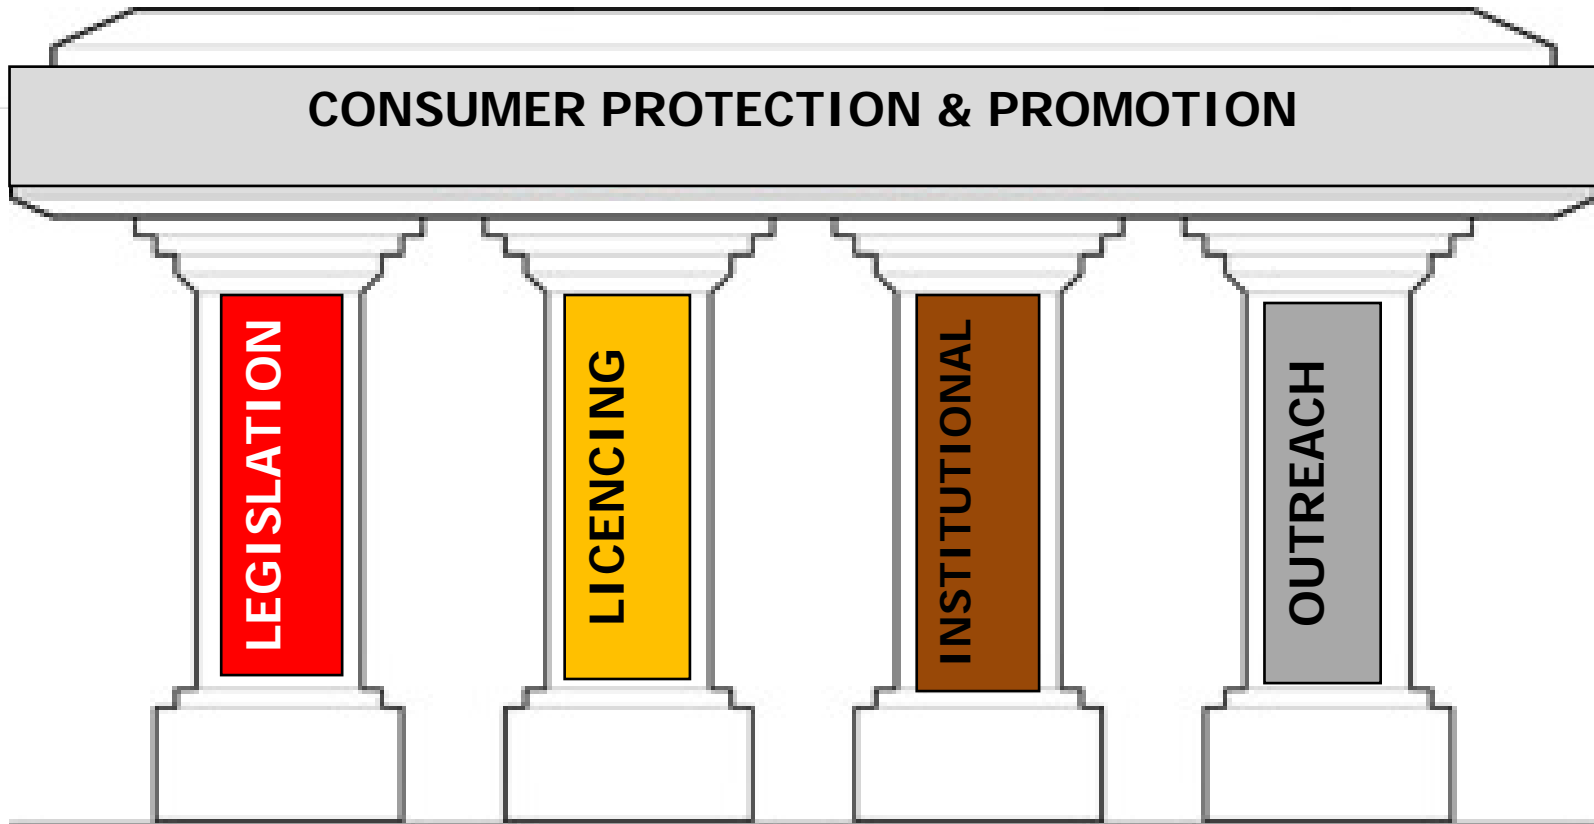 CONSUMER PROTECTION & PROMOTION
LEGISLATION
LICENCING
INSTITUTIONAL
OUTREACH